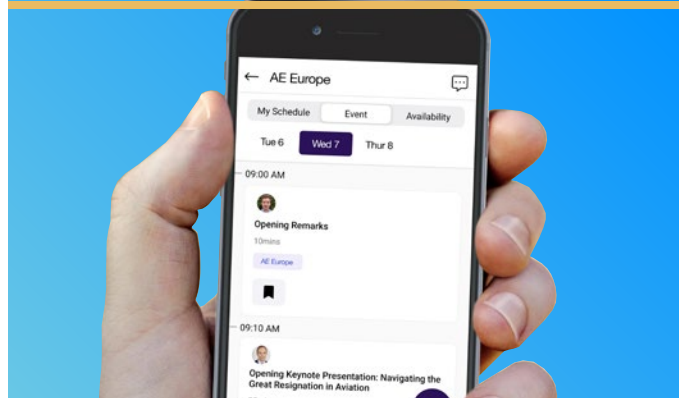 AE Europe
My Schedule Event Availability
Tue 6 Wed 7 Thur 8
09:00 AM
Opening Remarks
10mins
AE Europe
09:10 AM
Opening Keynote Presentation: Navigating the
Great Resignation in Aviation